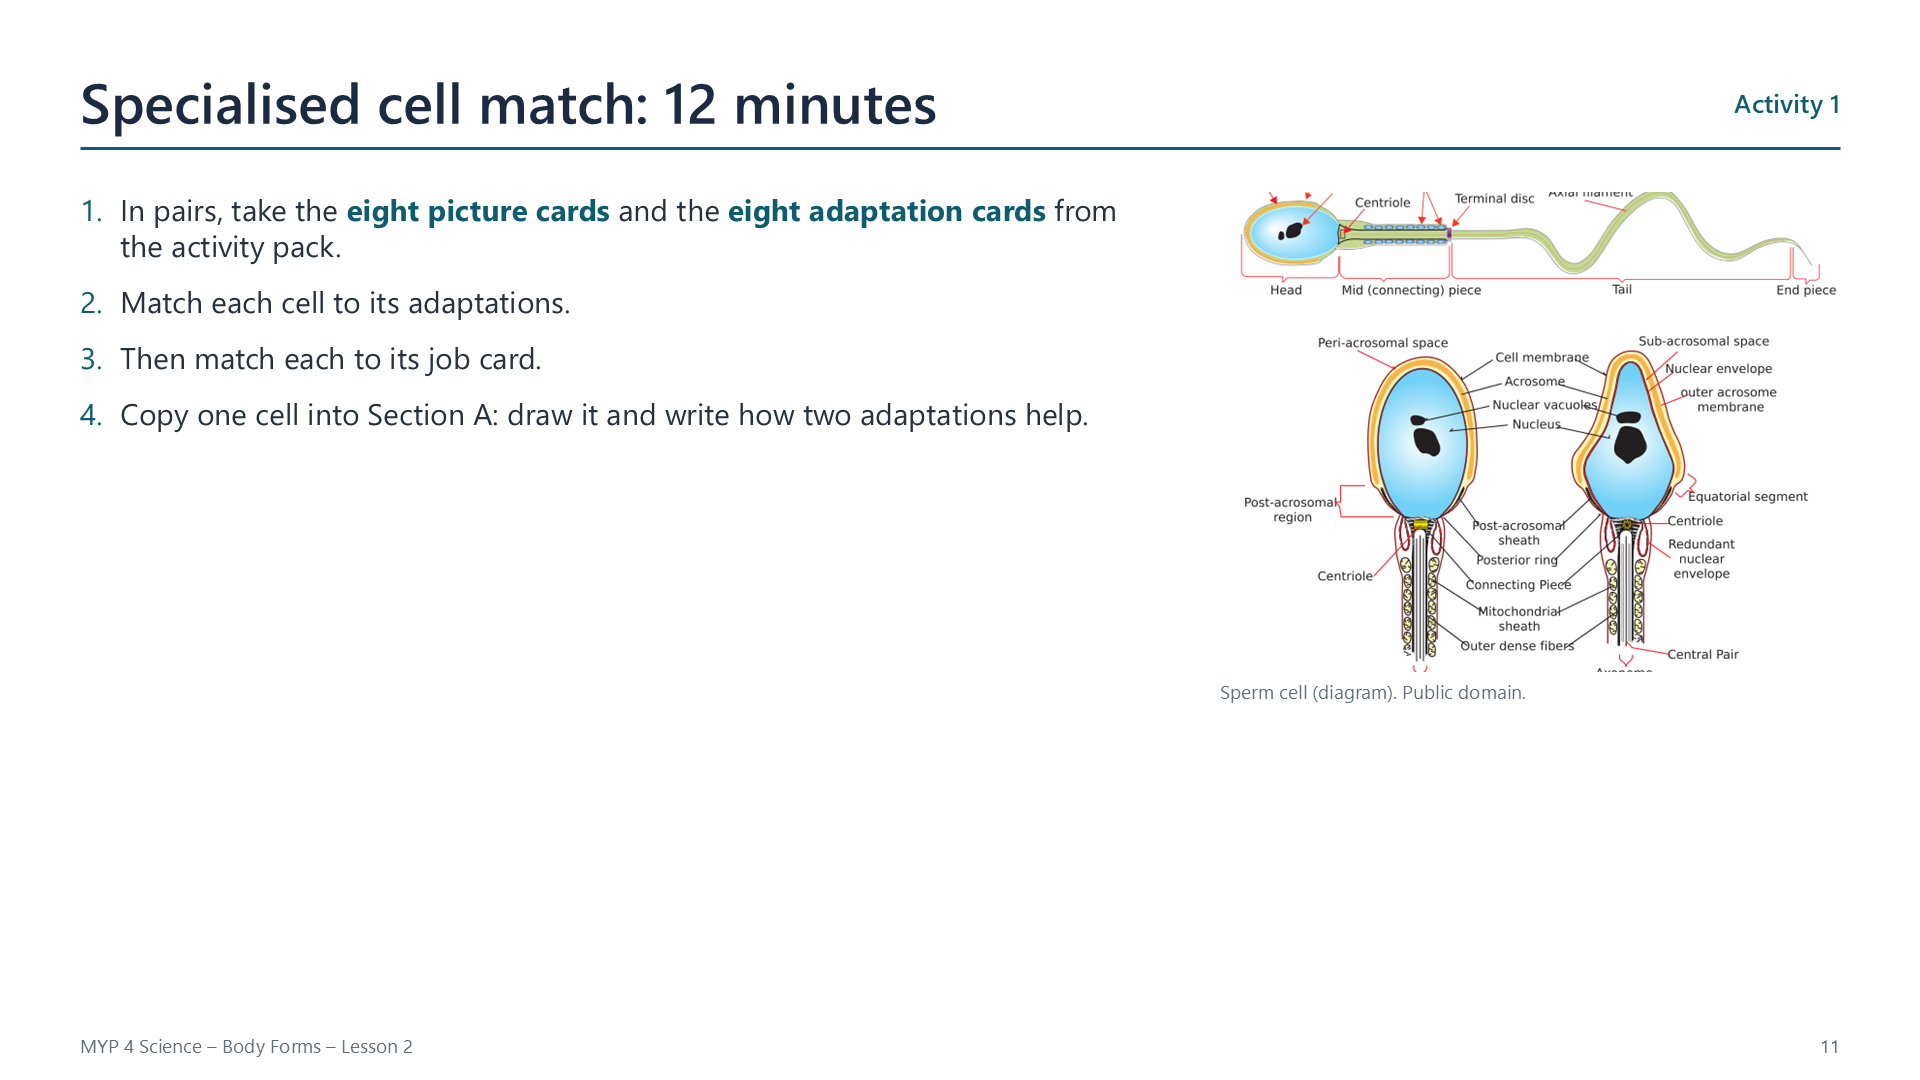 Specialised cell match: 12 minutes
Activity 1
1. In pairs, take the eight picture cards and the eight adaptation cards from
the activity pack.
2. Match each cell to its adaptations.
3. Then match each to its job card.
4. Copy one cell into Section A: draw it and write how two adaptations help.
Centriole
Terminal disc
Axial filament
Head
Mid (connecting) piece
Tail
End piece
Peri-acrosomal space
Cell membrane
Acrosome
Nuclear vacuoles
Nucleus
Sub-acrosomal space
Nuclear envelope
outer acrosome
membrane
Post-acrosomal
region
Equatorial segment
Post-acrosomal
sheath
Centriole
Posterior ring
Redundant
nuclear
envelope
Centriole
Connecting Piece
Mitochondrial
sheath
Outer dense fibers
Central Pair
Axoneme
Sperm cell (diagram). Public domain.
MYP 4 Science – Body Forms – Lesson 2
11